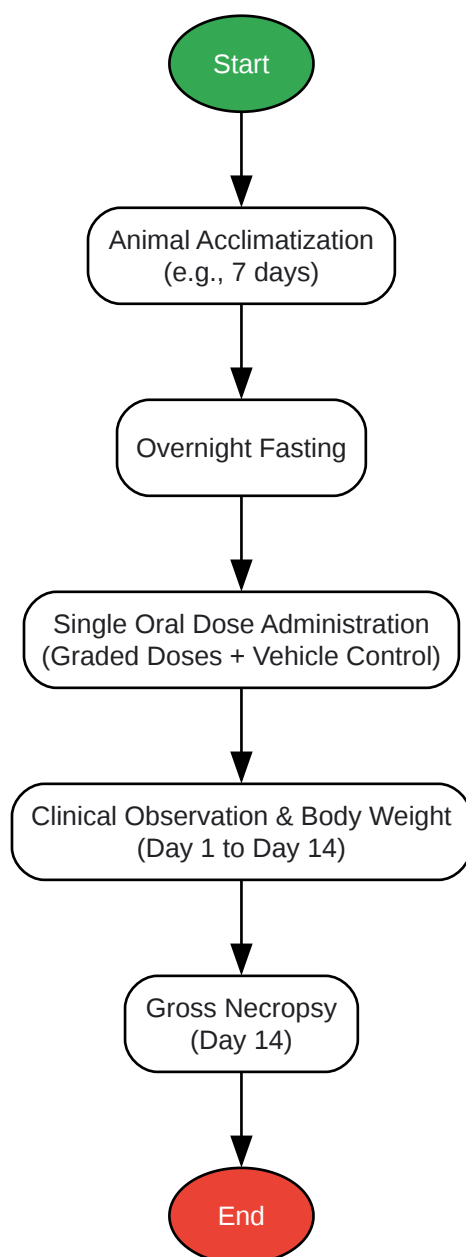 Start
Animal Acclimatization
(e.g., 7 days)
Overnight Fasting
Single Oral Dose Administration
(Graded Doses + Vehicle Control)
Clinical Observation & Body Weight
(Day 1 to Day 14)
Gross Necropsy
(Day 14)
End